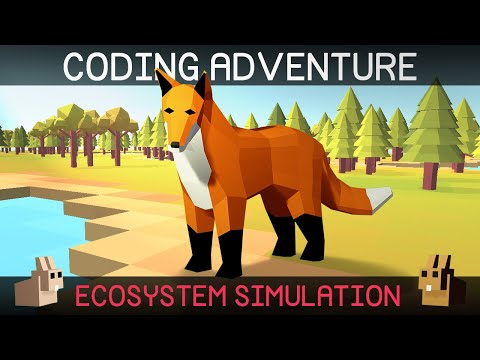 CODING ADVENTURE
ECOSYSTEM SIMULATION